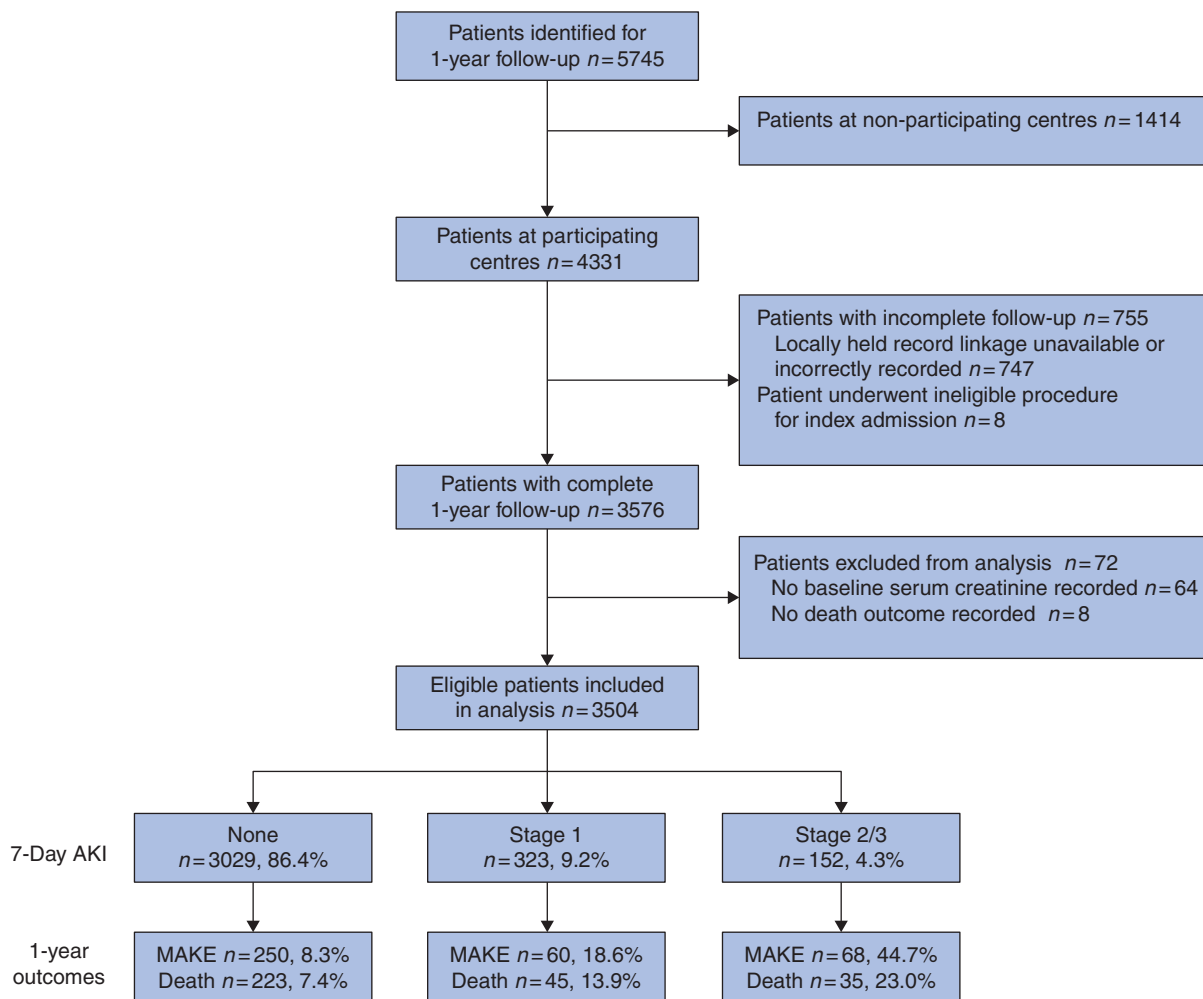 Patients identified for
1-year follow-up n=5745
Patients at non-participating centres n=1414
Patients at participating
centres n=4331
Patients with incomplete follow-up n=755
Locally held record linkage unavailable or
incorrectly recorded n=747
Patient underwent ineligible procedure
for index admission n=8
Patients with complete
1-year follow-up n=3576
Patients excluded from analysis n=72
No baseline serum creatinine recorded n=64
No death outcome recorded n=8
Eligible patients included
in analysis n=3504
7-Day AKI
None
n=3029, 86.4%
Stage 1
n=323, 9.2%
Stage 2/3
n=152, 4.3%
1-year
outcomes
MAKE n=250, 8.3%
Death n=223, 7.4%
MAKE n=60, 18.6%
Death n=45, 13.9%
MAKE n=68, 44.7%
Death n=35, 23.0%